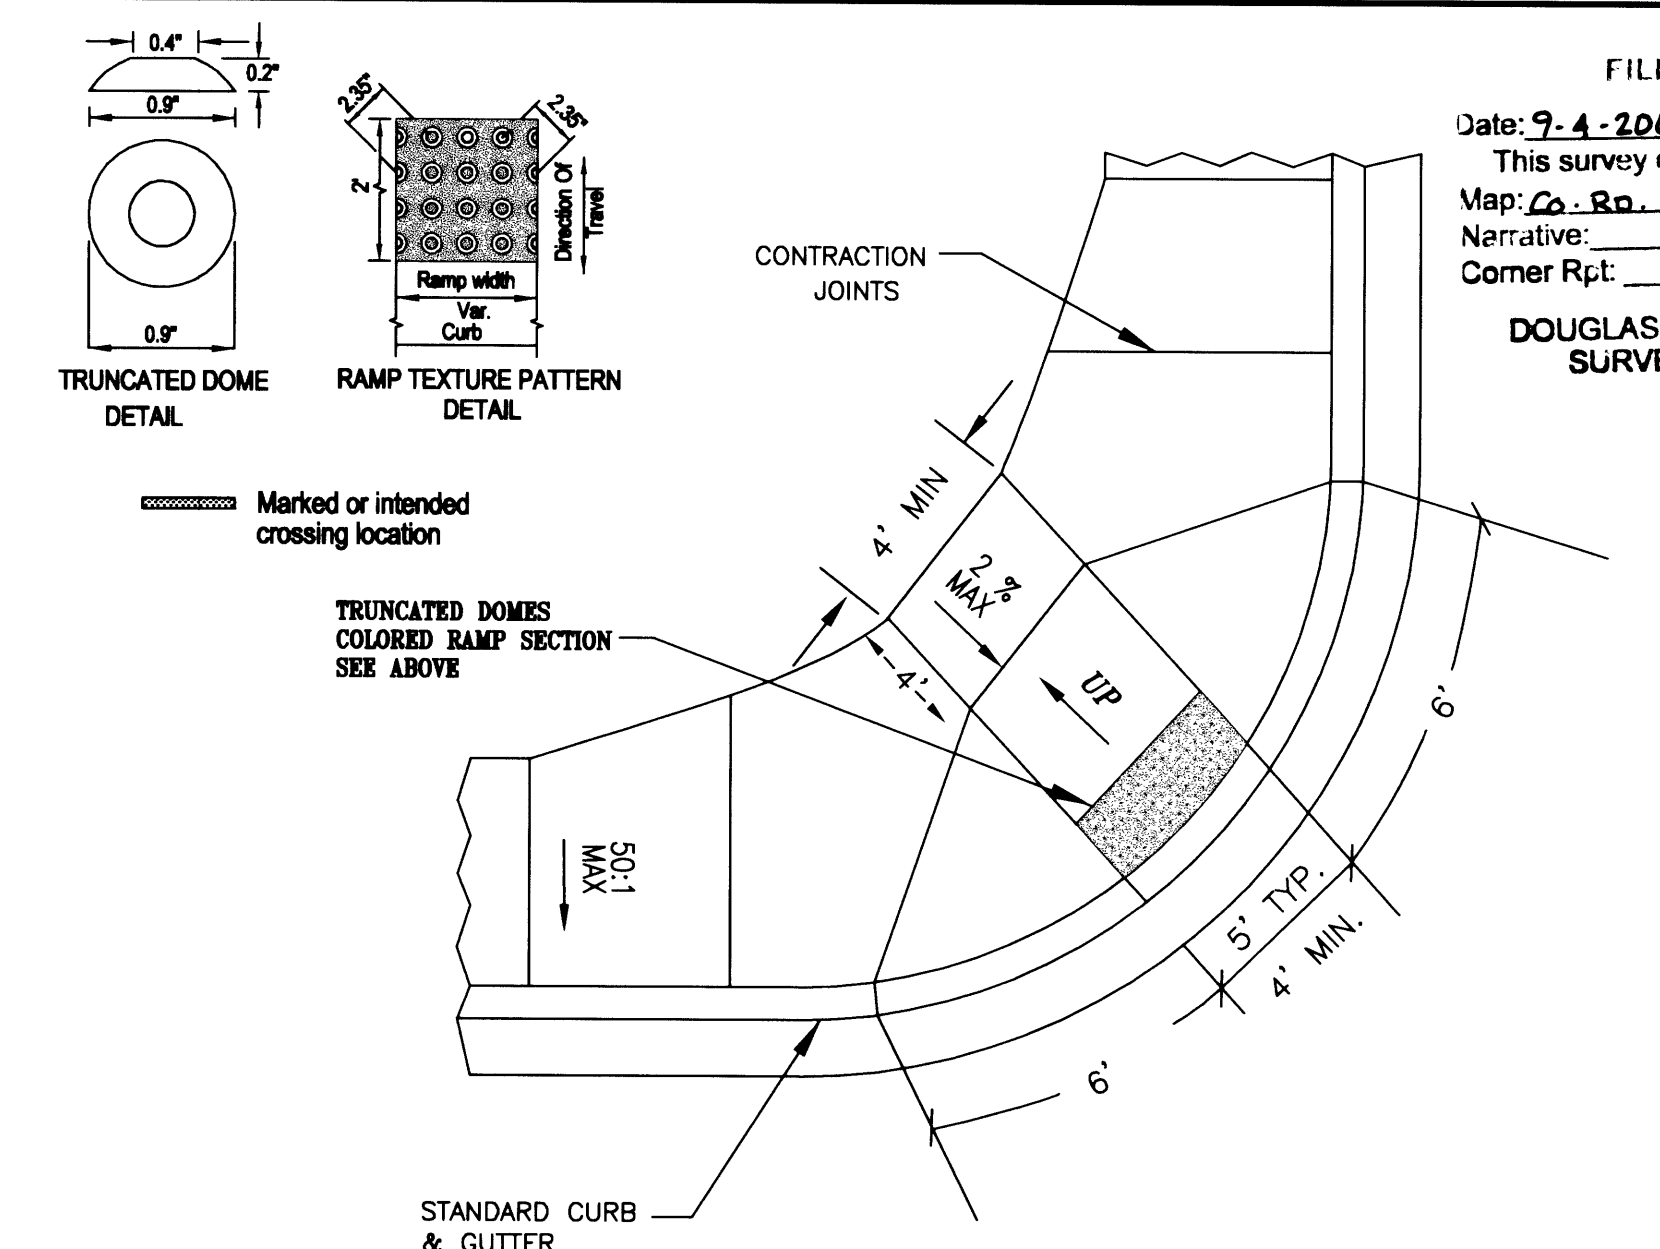 0.4"
0.2"
0.9"
0.9"
TRUNCATED DOME
DETAIL
2.35"
2.35"
2'
Direction Of
Travel
Ramp width
Var.
Curb
RAMP TEXTURE PATTERN
DETAIL
Marked or intended
crossing location
TRUNCATED DOMES
COLORED RAMP SECTION
SEE ABOVE
CONTRACTION
JOINTS
Date: 9-4-200
This survey
Map: Co. RD.
Narrative:
Corner Rpt:
DOUGLAS
4' MIN
2 %
MAX
4'
UP
6'
50:1
MAX
5' TYP.
4' MIN.
6'
STANDARD CURB
& GUTTER